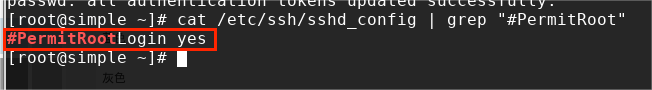 passwd: all authentication tokens updated successfully.
[root@simple ~]# cat /etc/ssh/sshd_config | grep "#PermitRoot"
#PermitRootLogin yes
[root@simple ~]#
灰色